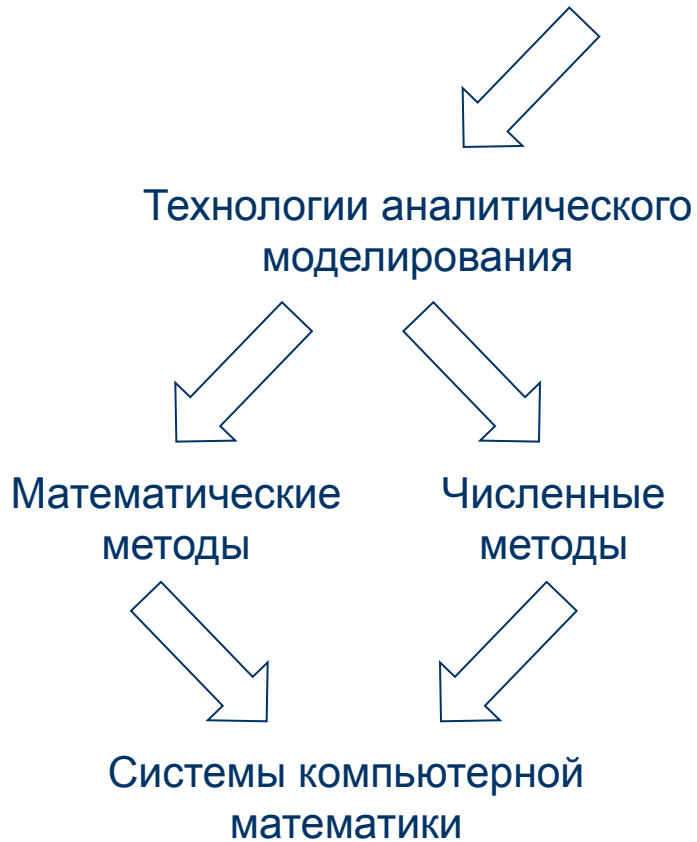 Технологии аналитического
моделирования
Математические
методы
Численные
методы
Системы компьютерной
математики